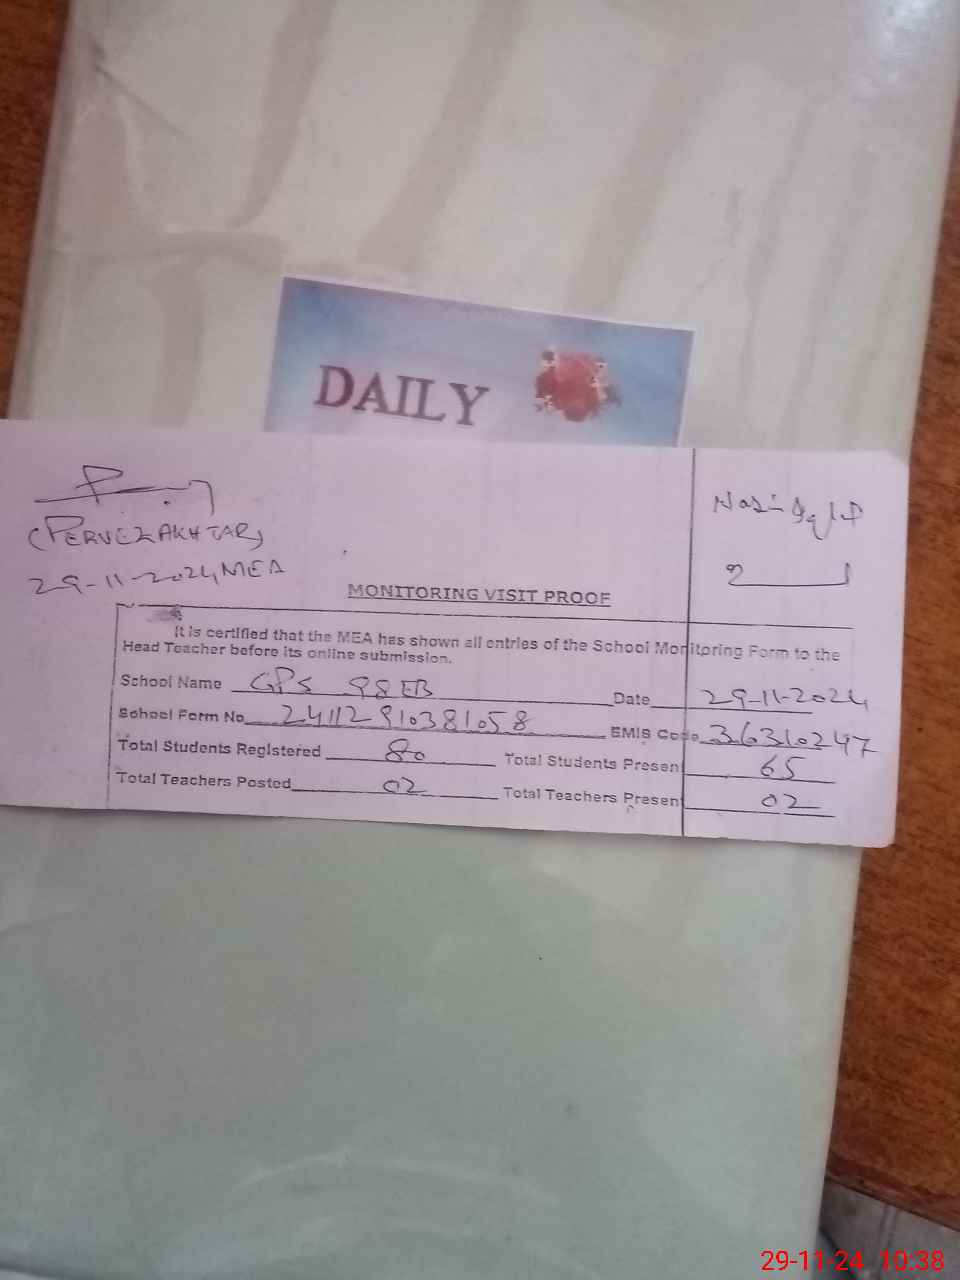 DAILY
(PERVEZ AKHTAR)
29-11-2024 MEA
MONITORING VISIT PROOF
It is certified that the MEA has shown all entries of the School Monitoring Form to the
Head Teacher before its online submission.
School Name GPS 98 EB Date 29-11-2024
School Form No 24112910381058 EMIS Code 36310247
Total Students Registered 80 Total Students Present 65
Total Teachers Posted 02 Total Teachers Present 02
29-11-24 10:38